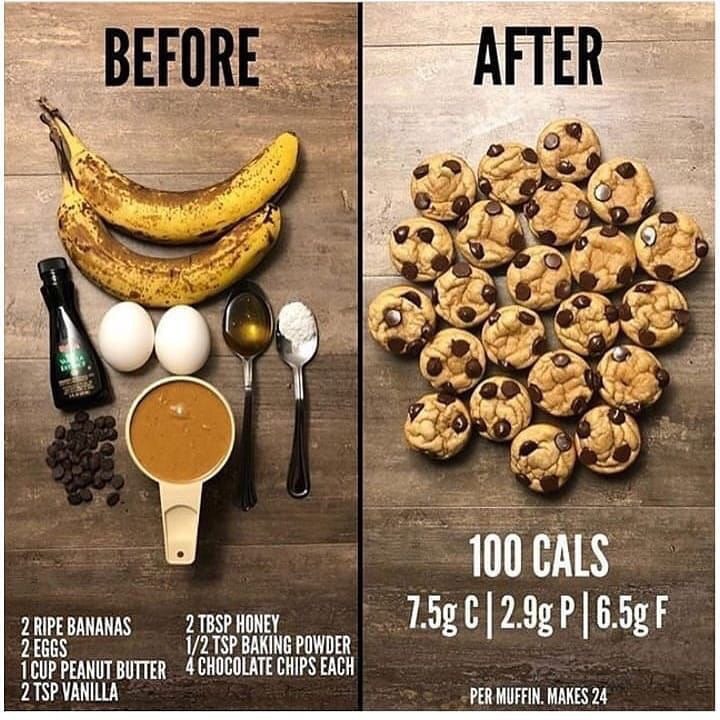 BEFORE
2 RIPE BANANAS
2 EGGS
1 CUP PEANUT BUTTER
2 TSP VANILLA
2 TBSP HONEY
1/2 TSP BAKING POWDER
4 CHOCOLATE CHIPS EACH
AFTER
100 CALS
7.5g C | 2.9g P | 6.5g F
PER MUFFIN. MAKES 24